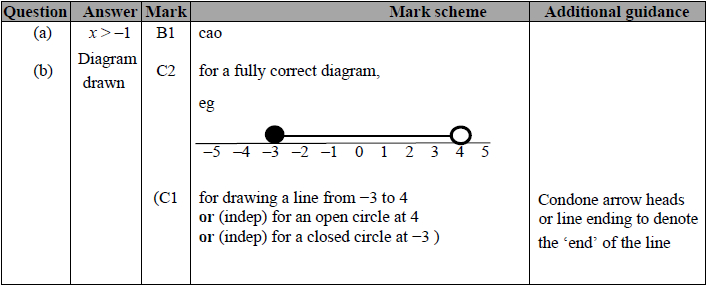 Question Answer Mark Mark scheme Additional guidance
(a) x > −1 B1 cao
(b) Diagram drawn C2 for a fully correct diagram,
eg
−5 −4 −3 −2 −1 0 1 2 3 4 5
(C1 for drawing a line from −3 to 4
or (indep) for an open circle at 4
or (indep) for a closed circle at −3 )
Condone arrow heads
or line ending to denote
the ‘end’ of the line